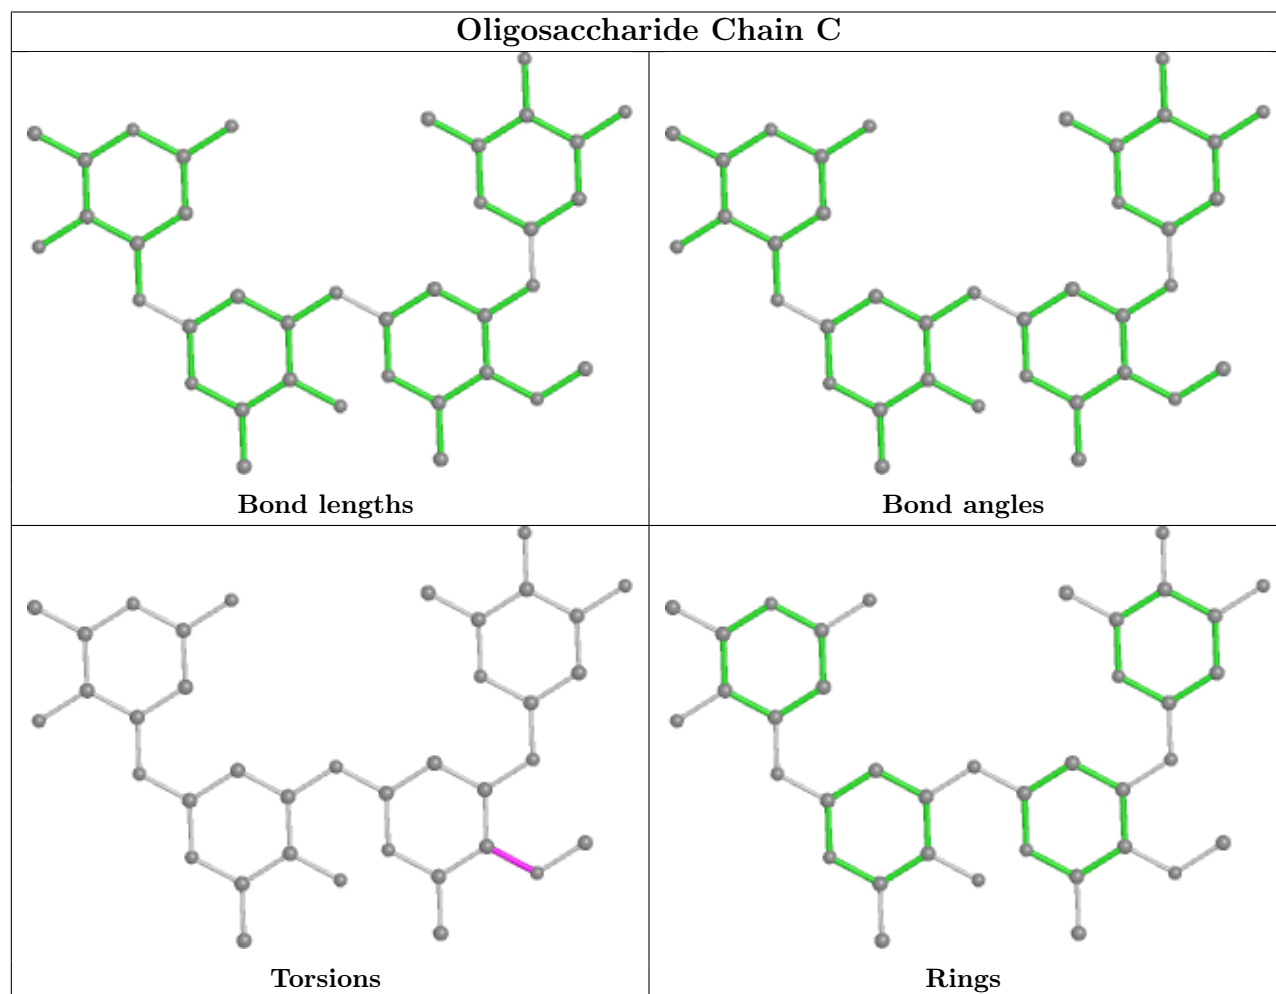 Oligosaccharide Chain C
Bond lengths
Bond angles
Torsions
Rings